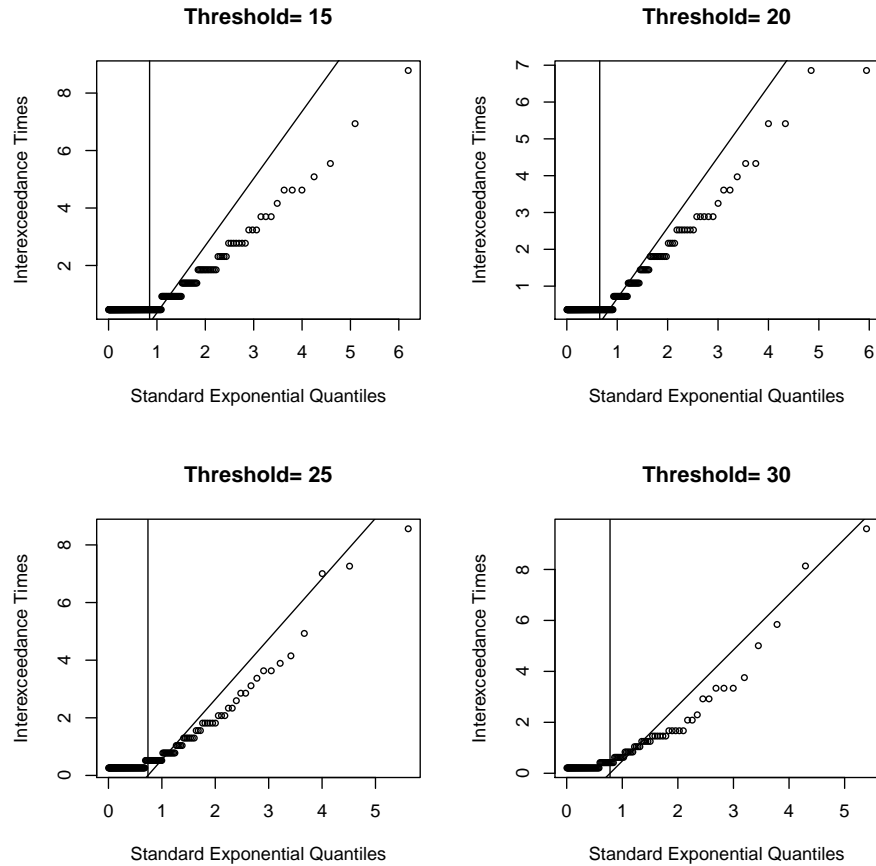 Threshold= 15
Interexceedance Times
2 4 6 8
0 1 2 3 4 5 6
Standard Exponential Quantiles
Threshold= 20
Interexceedance Times
1 2 3 4 5 6 7
0 1 2 3 4 5 6
Standard Exponential Quantiles
Threshold= 25
Interexceedance Times
0 2 4 6 8
0 1 2 3 4 5
Standard Exponential Quantiles
Threshold= 30
Interexceedance Times
0 2 4 6 8
0 1 2 3 4 5
Standard Exponential Quantiles